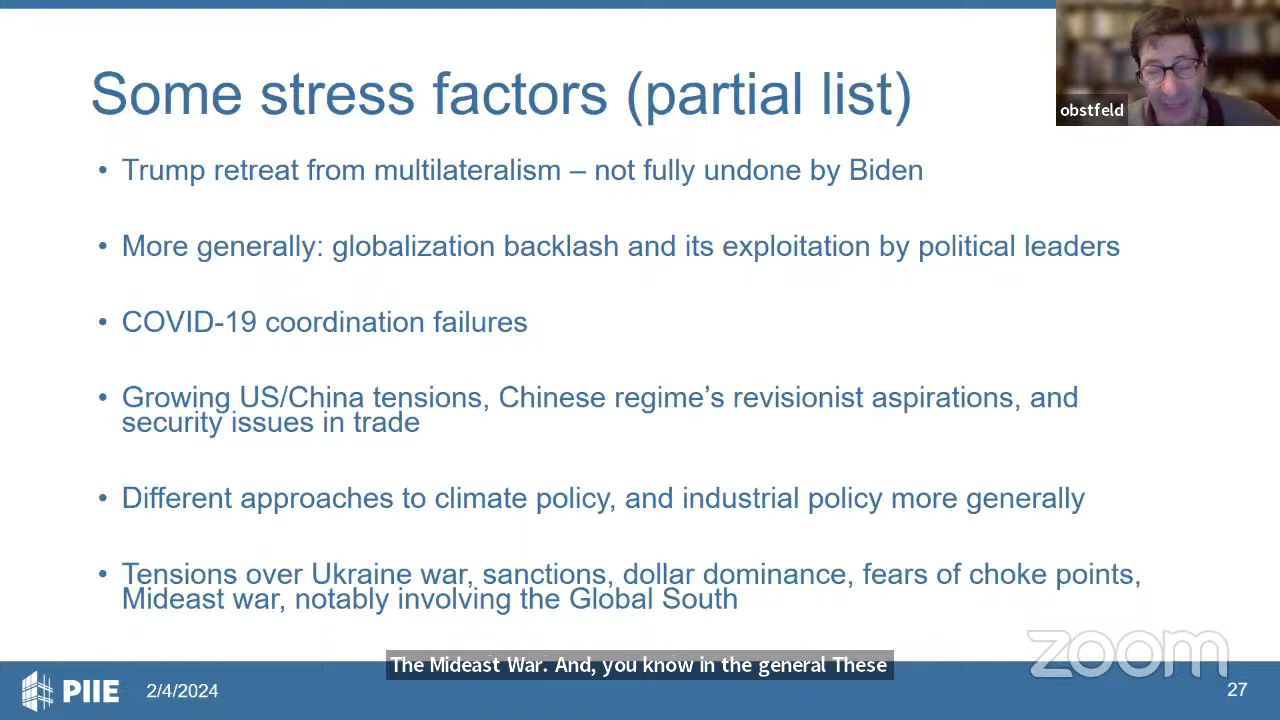 Some stress factors (partial list)
obstfeld
• Trump retreat from multilateralism – not fully undone by Biden
• More generally: globalization backlash and its exploitation by political leaders
• COVID-19 coordination failures
• Growing US/China tensions, Chinese regime’s revisionist aspirations, and
security issues in trade
• Different approaches to climate policy, and industrial policy more generally
• Tensions over Ukraine war, sanctions, dollar dominance, fears of choke points,
Mideast war, notably involving the Global South
zoom
The Mideast War. And, you know in the general These
PIIE
2/4/2024
27